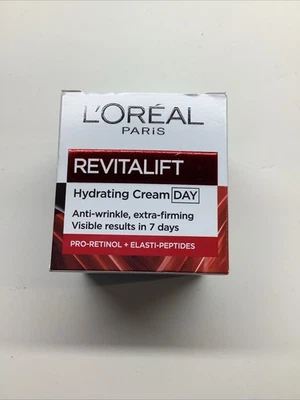 L'ORÉAL
PARIS
REVITALIFT
Hydrating Cream DAY
Anti-wrinkle, extra-firming
Visible results in 7 days
PRO-RETINOL + ELASTI-PEPTIDES